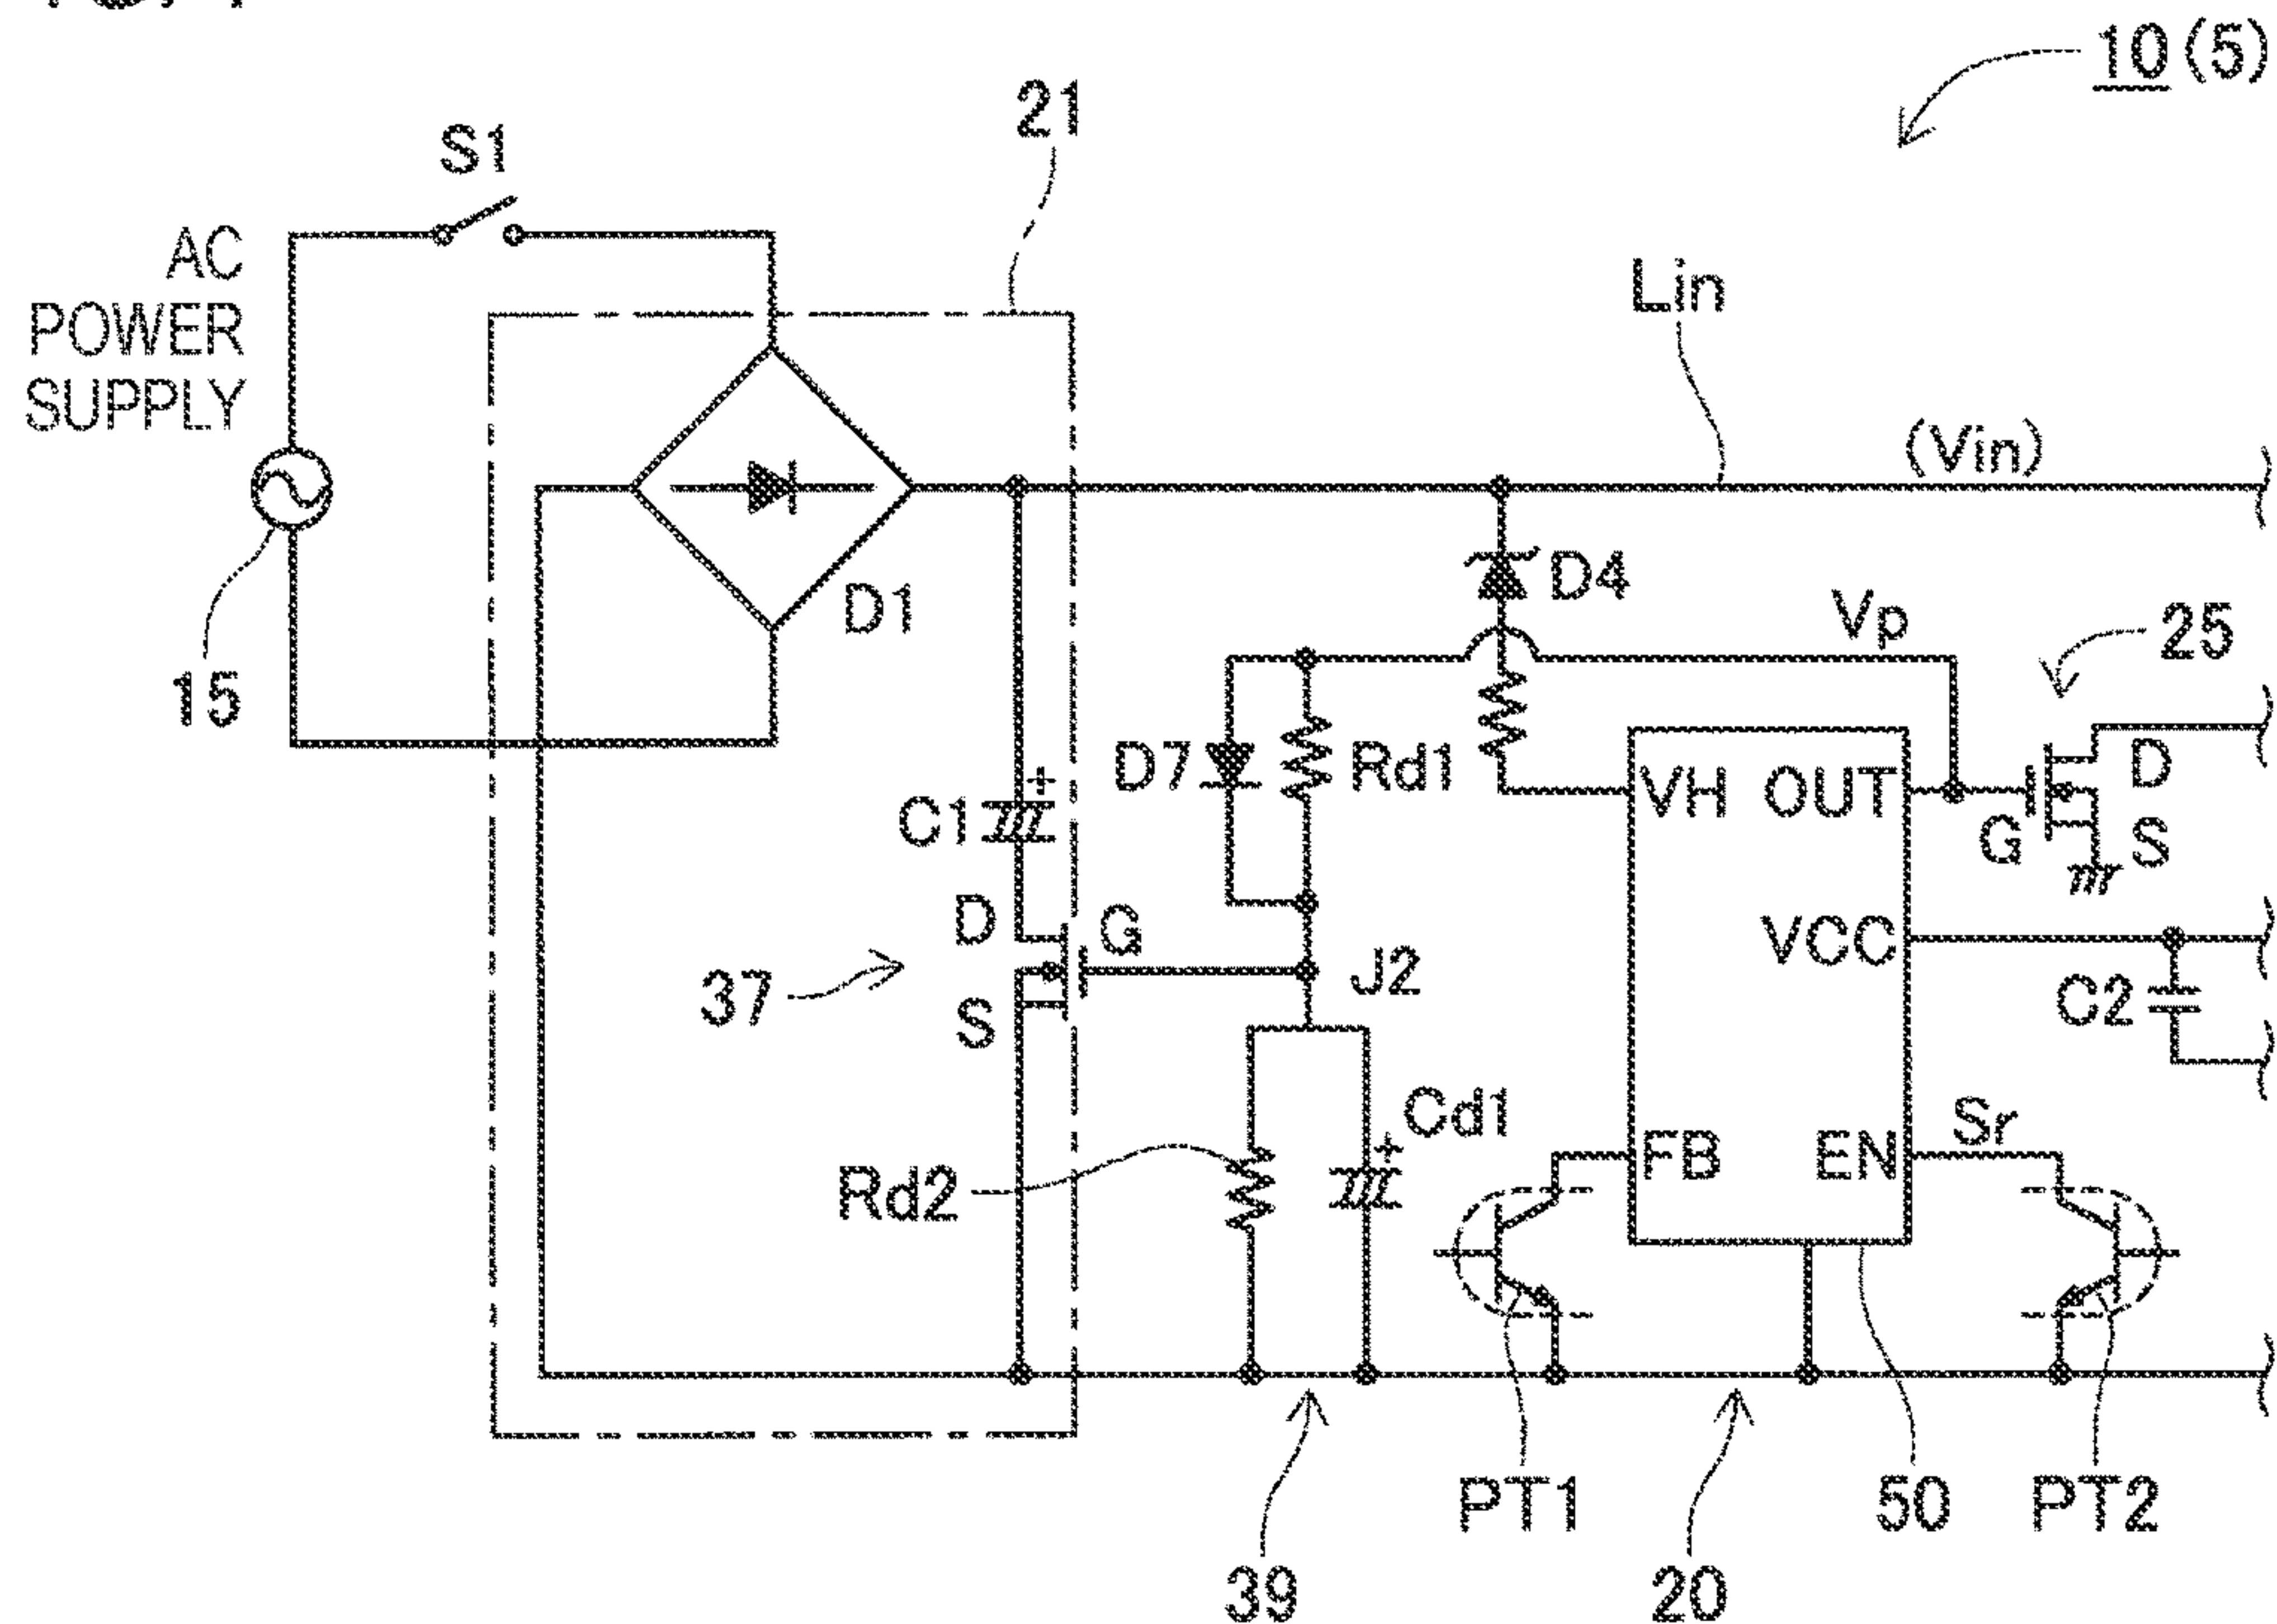 10(5)
21
S1
AC
POWER
SUPPLY
Lin
(Vin)
D4
D1
Vp
25
15
D7
Rd1
VH
OUT
D
G
S
C1
+
D
G
VCC
37
S
J2
C2
Cd1
+
Sr
FB
EN
Rd2
PT1
50
PT2
39
20